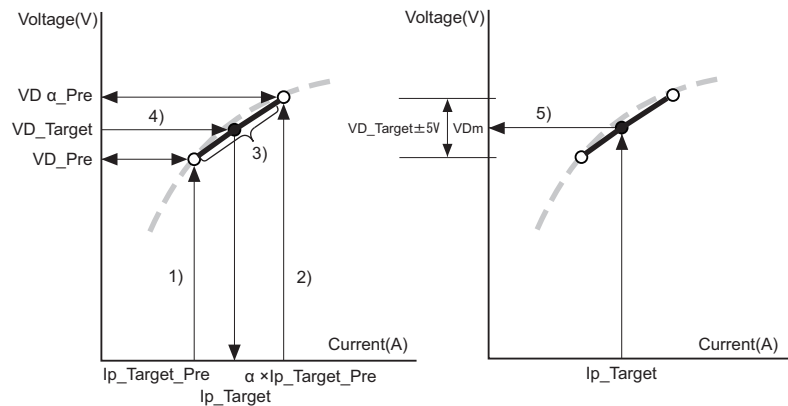 Voltage(V)
VD α_Pre
4)
VD_Target
3)
VD_Pre
1)
2)
Current(A)
Ip_Target_Pre
α ×Ip_Target_Pre
Ip_Target
Voltage(V)
5)
VD_Target±5V
VDm
Current(A)
Ip_Target